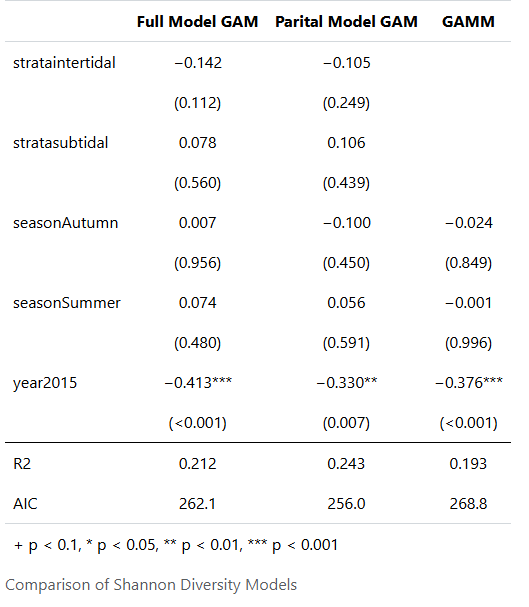 Full Model GAM Parital Model GAM GAMM
strataintertidal −0.142 −0.105
(0.112) (0.249)
stratasubtidal 0.078 0.106
(0.560) (0.439)
seasonAutumn 0.007 −0.100 −0.024
(0.956) (0.450) (0.849)
seasonSummer 0.074 0.056 −0.001
(0.480) (0.591) (0.996)
year2015 −0.413*** −0.330** −0.376***
(<0.001) (0.007) (<0.001)
R2 0.212 0.243 0.193
AIC 262.1 256.0 268.8
+ p < 0.1, * p < 0.05, ** p < 0.01, *** p < 0.001
Comparison of Shannon Diversity Models